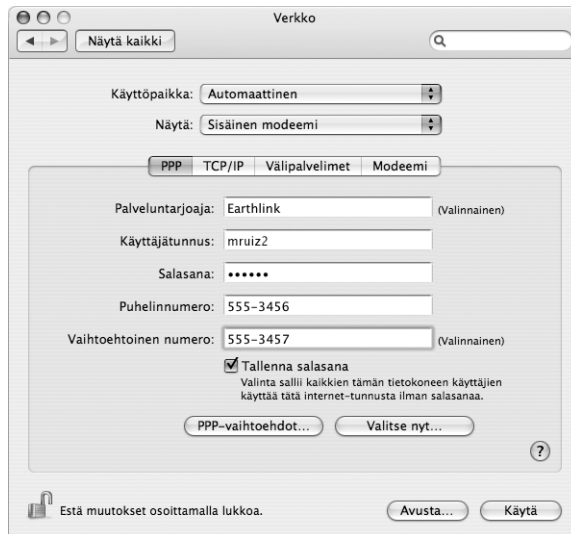 Verkko
Näytä kaikki
Käyttöpaikka: Automaattinen
Näytä: Sisäinen modeemi
PPP TCP/IP Välipalvelimet Modeemi
Palveluntarjoaja: Earthlink (Valinnainen)
Käyttäjätunnus: mruiz2
Salasana: ••••••
Puhelinnumero: 555-3456
Vaihtoehtoinen numero: 555-3457 (Valinnainen)
Tallenna salasana
Valinta sallii kaikkien tämän tietokoneen käyttäjien
käyttää tätä internet-tunnusta ilman salasanaa.
PPP-vaihtoehdot... Valitse nyt...
?
Estä muutokset osoittamalla lukkoa. Avusta... Käytä